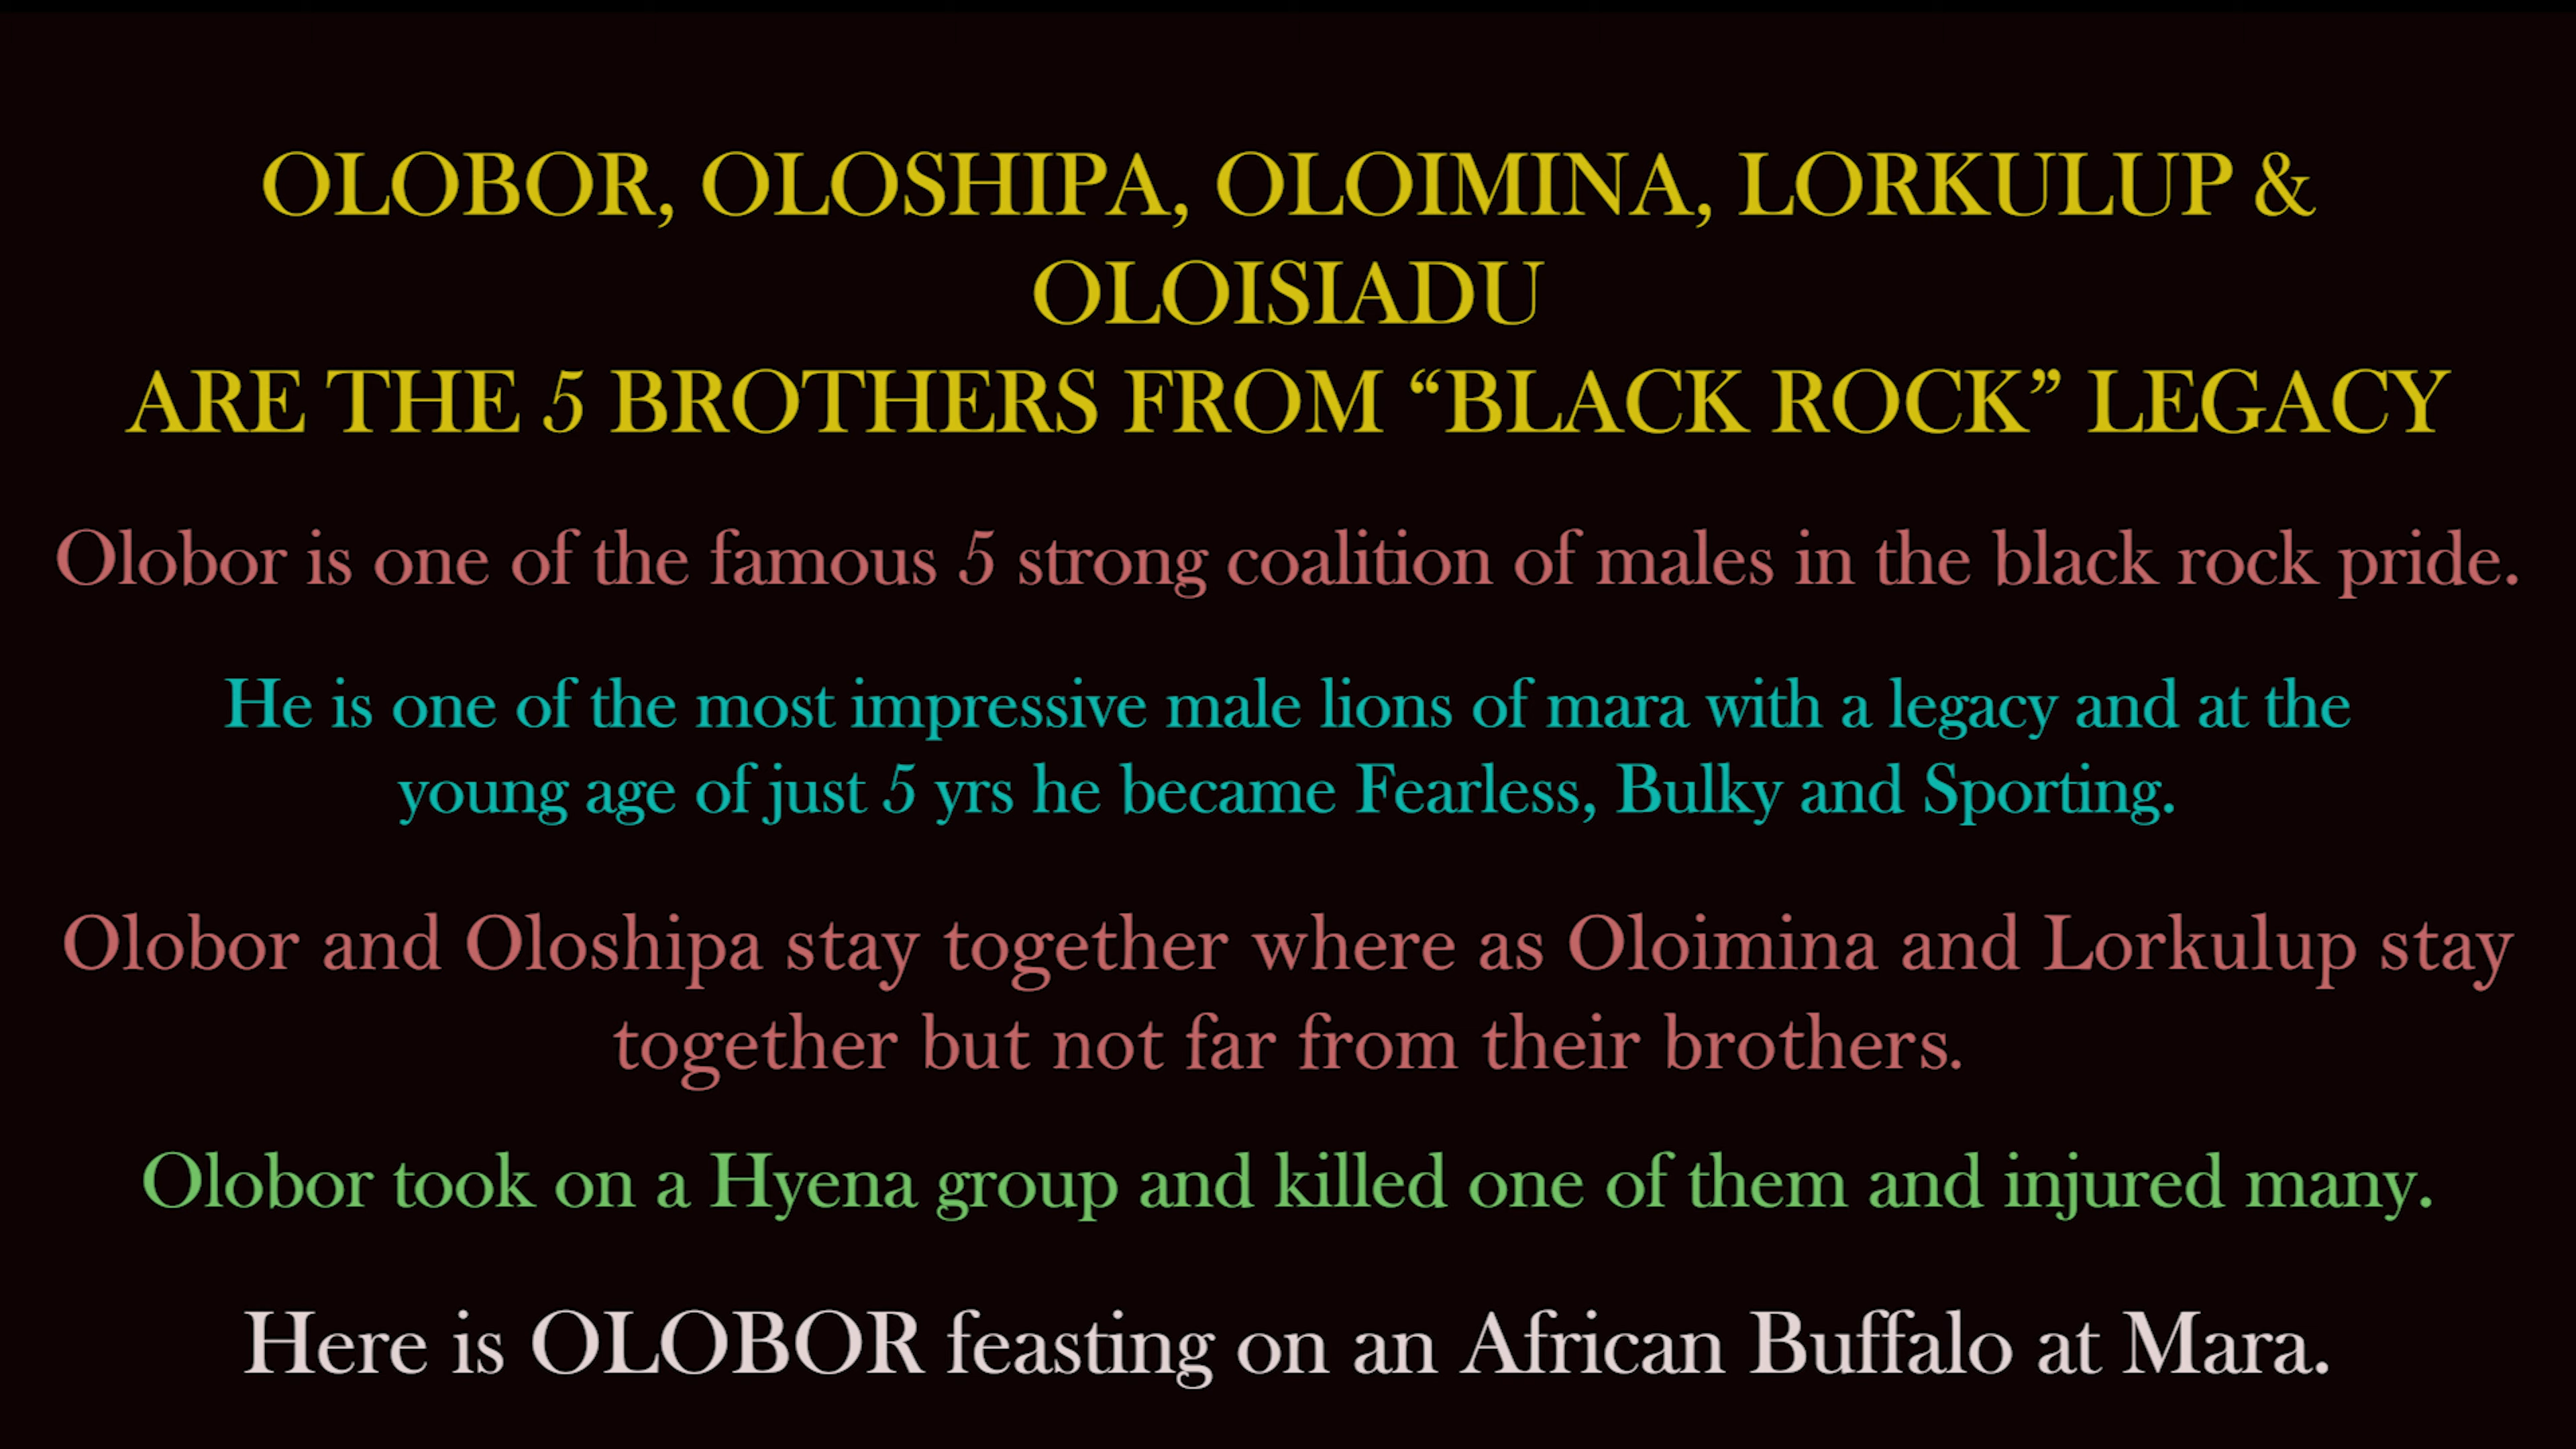 OLOBOR, OLOSHIPA, OLOIMINA, LORKULUP &
OLOISIADU
ARE THE 5 BROTHERS FROM “BLACK ROCK” LEGACY
Olobor is one of the famous 5 strong coalition of males in the black rock pride.
He is one of the most impressive male lions of mara with a legacy and at the
young age of just 5 yrs he became Fearless, Bulky and Sporting.
Olobor and Oloshipa stay together where as Oloimina and Lorkulup stay
together but not far from their brothers.
Olobor took on a Hyena group and killed one of them and injured many.
Here is OLOBOR feasting on an African Buffalo at Mara.